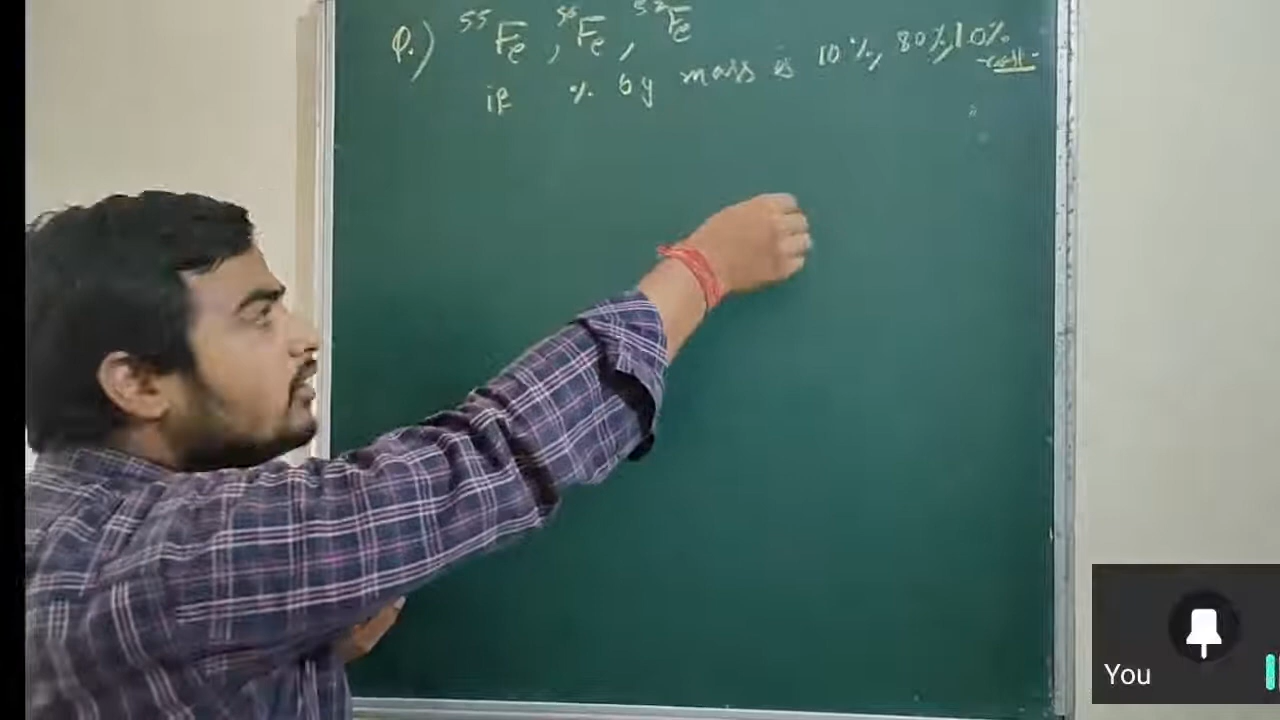 Q.) ⁵⁵Fe, ⁵⁶Fe, ⁵⁷Fe
if % by mass is 10%, 80%, 10%
You